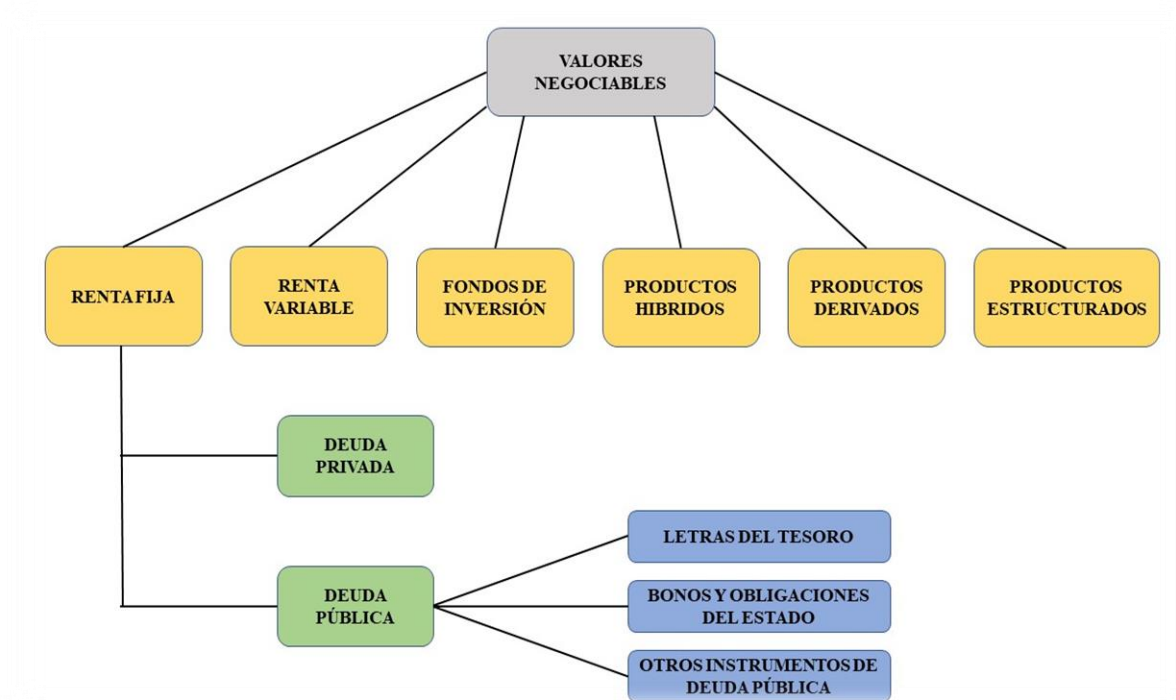 VALORES
NEGOCIABLES
RENTA FIJA
RENTA
VARIABLE
FONDOS DE
INVERSIÓN
PRODUCTOS
HIBRIDOS
PRODUCTOS
DERIVADOS
PRODUCTOS
ESTRUCTURADOS
DEUDA
PRIVADA
DEUDA
PÚBLICA
LETRAS DEL TESORO
BONOS Y OBLIGACIONES
DEL ESTADO
OTROS INSTRUMENTOS DE
DEUDA PÚBLICA